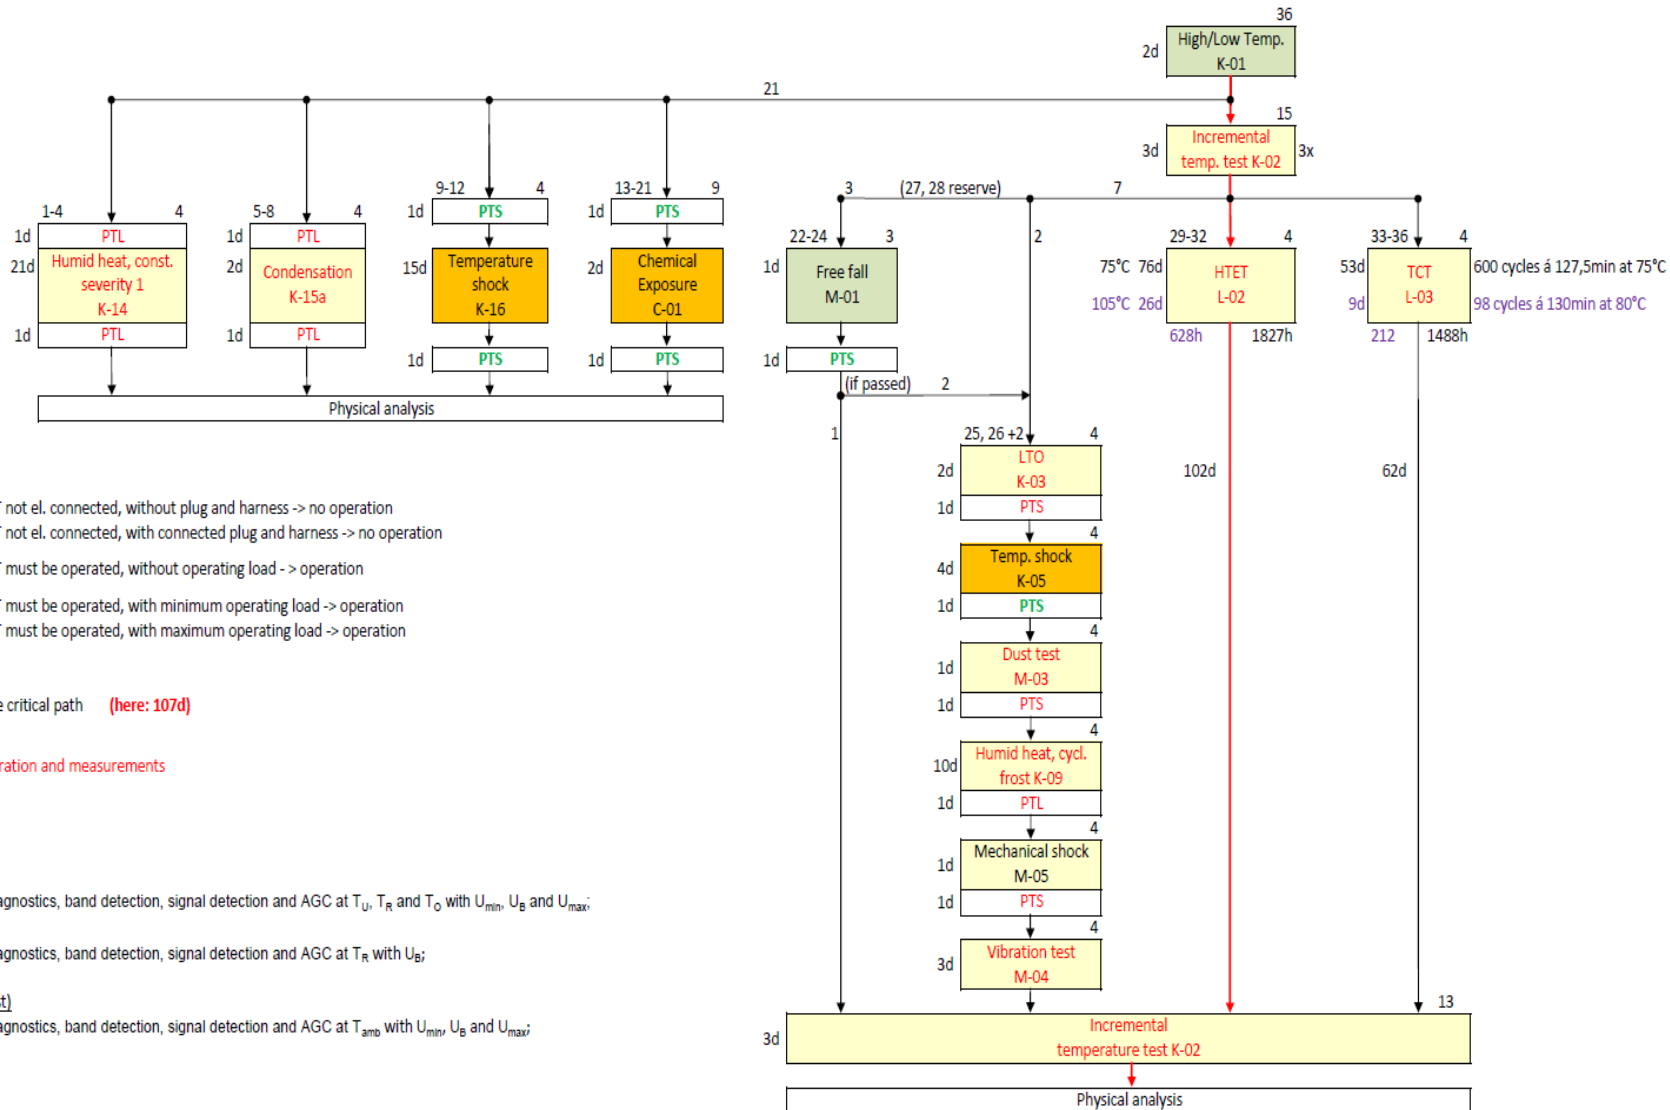 36
High/Low Temp.
K-01
2d
21
15
Incremental
temp. test K-02
3d
3x
3
(27, 28 reserve)
7
9-12
4
13-21
9
1d
PTS
1d
PTS
1-4
4
5-8
4
1d
PTL
1d
PTL
21d
Humid heat, const.
severity 1
K-14
2d
Condensation
K-15a
15d
Temperature
shock
K-16
2d
Chemical
Exposure
C-01
1d
PTL
1d
PTL
1d
PTS
1d
PTS
Physical analysis
22-24
3
1d
Free fall
M-01
1d
PTS
(if passed)
2
1
2
29-32
4
75°C 76d
105°C 26d
HTET
L-02
628h
1827h
33-36
4
53d
9d
TCT
L-03
600 cycles á 127,5min at 75°C
98 cycles á 130min at 80°C
212
1488h
25, 26 +2
4
2d
LTO
K-03
1d
PTS
102d
62d
4
4d
Temp. shock
K-05
1d
PTS
4
1d
Dust test
M-03
1d
PTS
4
10d
Humid heat, cycl.
frost K-09
1d
PTL
4
1d
Mechanical shock
M-05
1d
PTS
4
3d
Vibration test
M-04
13
3d
Incremental
temperature test K-02
Physical analysis
not el. connected, without plug and harness -> no operation
not el. connected, with connected plug and harness -> no operation
must be operated, without operating load - > operation
must be operated, with minimum operating load -> operation
must be operated, with maximum operating load -> operation
e critical path (here: 107d)
ration and measurements
agnostics, band detection, signal detection and AGC at TU, TR and TO with Umin, UB and Umax;
agnostics, band detection, signal detection and AGC at TR with UB;
st)
agnostics, band detection, signal detection and AGC at Tamb with Umin, UB and Umax;